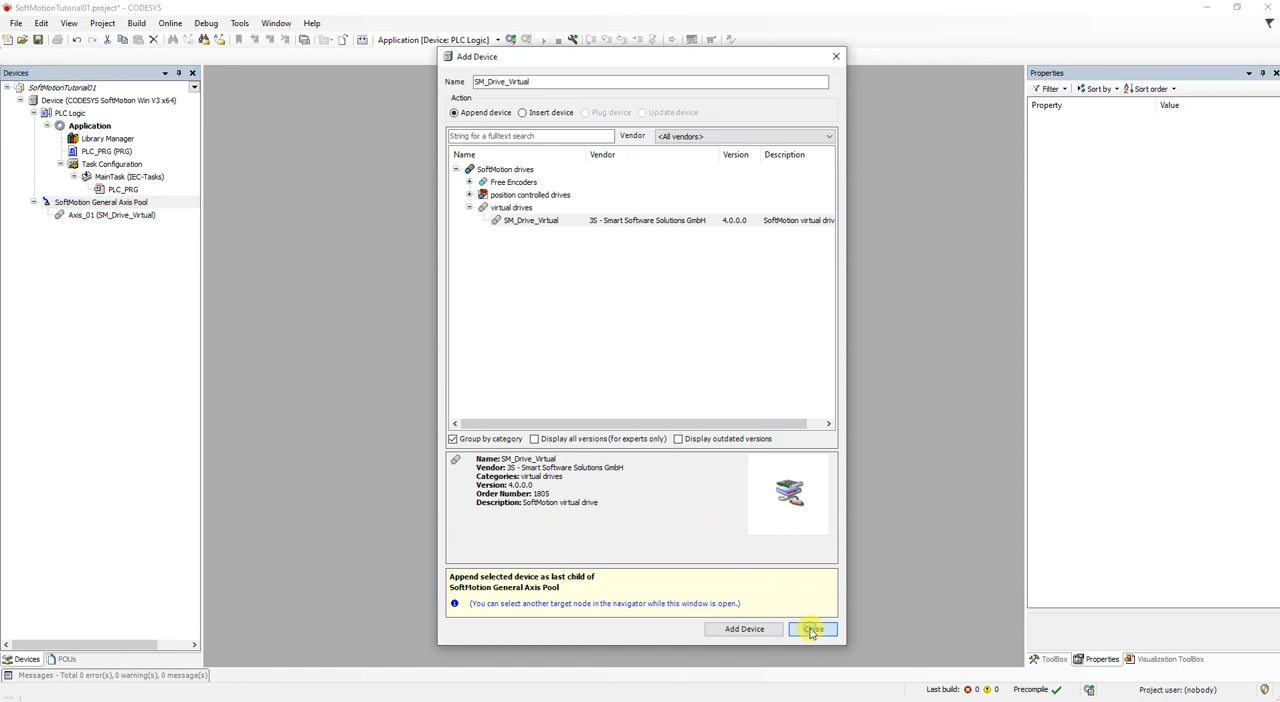 SoftMotionTutorial01.project* - CODESYS
File Edit View Project Build Online Debug Tools Window Help
Application [Device: PLC Logic]
Devices
SoftMotionTutorial01
Device (CODESYS SoftMotion Win V3 x64)
PLC Logic
Application
Library Manager
PLC_PRG (PRG)
Task Configuration
MainTask (IEC-Tasks)
PLC_PRG
SoftMotion General Axis Pool
Axis_01 (SM_Drive_Virtual)
Devices POUs
Add Device
Name SM_Drive_Virtual
Action
Append device Insert device Plug device Update device
String for a fulltext search Vendor <All vendors>
Name Vendor Version Description
SoftMotion drives
Free Encoders
position controlled drives
virtual drives
SM_Drive_Virtual 3S - Smart Software Solutions GmbH 4.0.0.0 SoftMotion virtual driv
Group by category Display all versions (for experts only) Display outdated versions
Name: SM_Drive_Virtual
Vendor: 3S - Smart Software Solutions GmbH
Categories: virtual drives
Version: 4.0.0.0
Order Number: 1805
Description: SoftMotion virtual drive
Append selected device as last child of
SoftMotion General Axis Pool
(You can select another target node in the navigator while this window is open.)
Add Device Close
Properties
Filter Sort by Sort order
Property Value
ToolBox Properties Visualization ToolBox
Messages - Total 0 error(s), 0 warning(s), 0 message(s)
Last build: 0 0 Precompile Project user: (nobody)